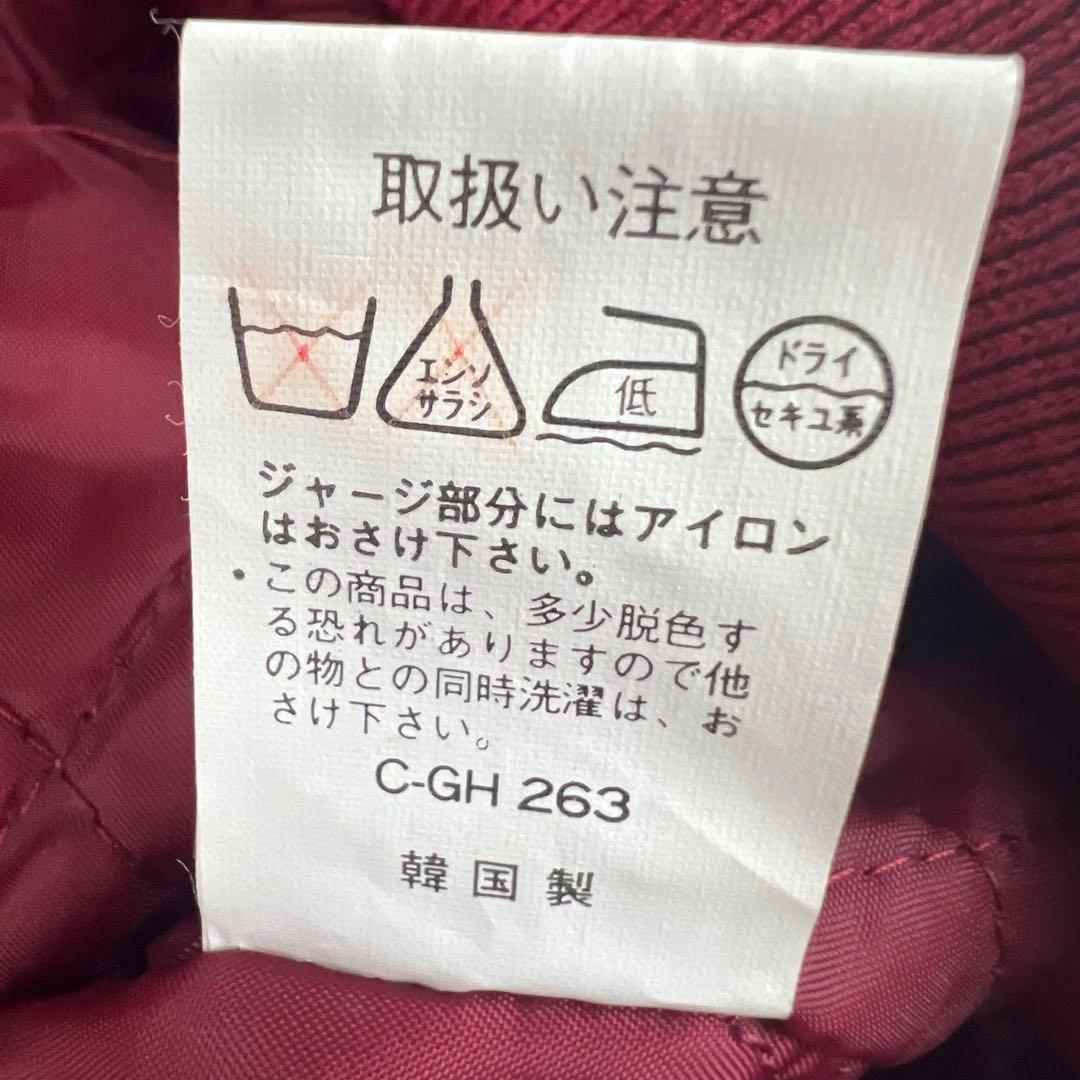 取扱い注意
エンソ
サラシ
低
ドライ
セキユ系
ジャージ部分にはアイロン
はおさけ下さい。
・この商品は、多少脱色す
る恐れがありますので他
の物との同時洗濯は、お
さけ下さい。
C-GH 263
韓国製